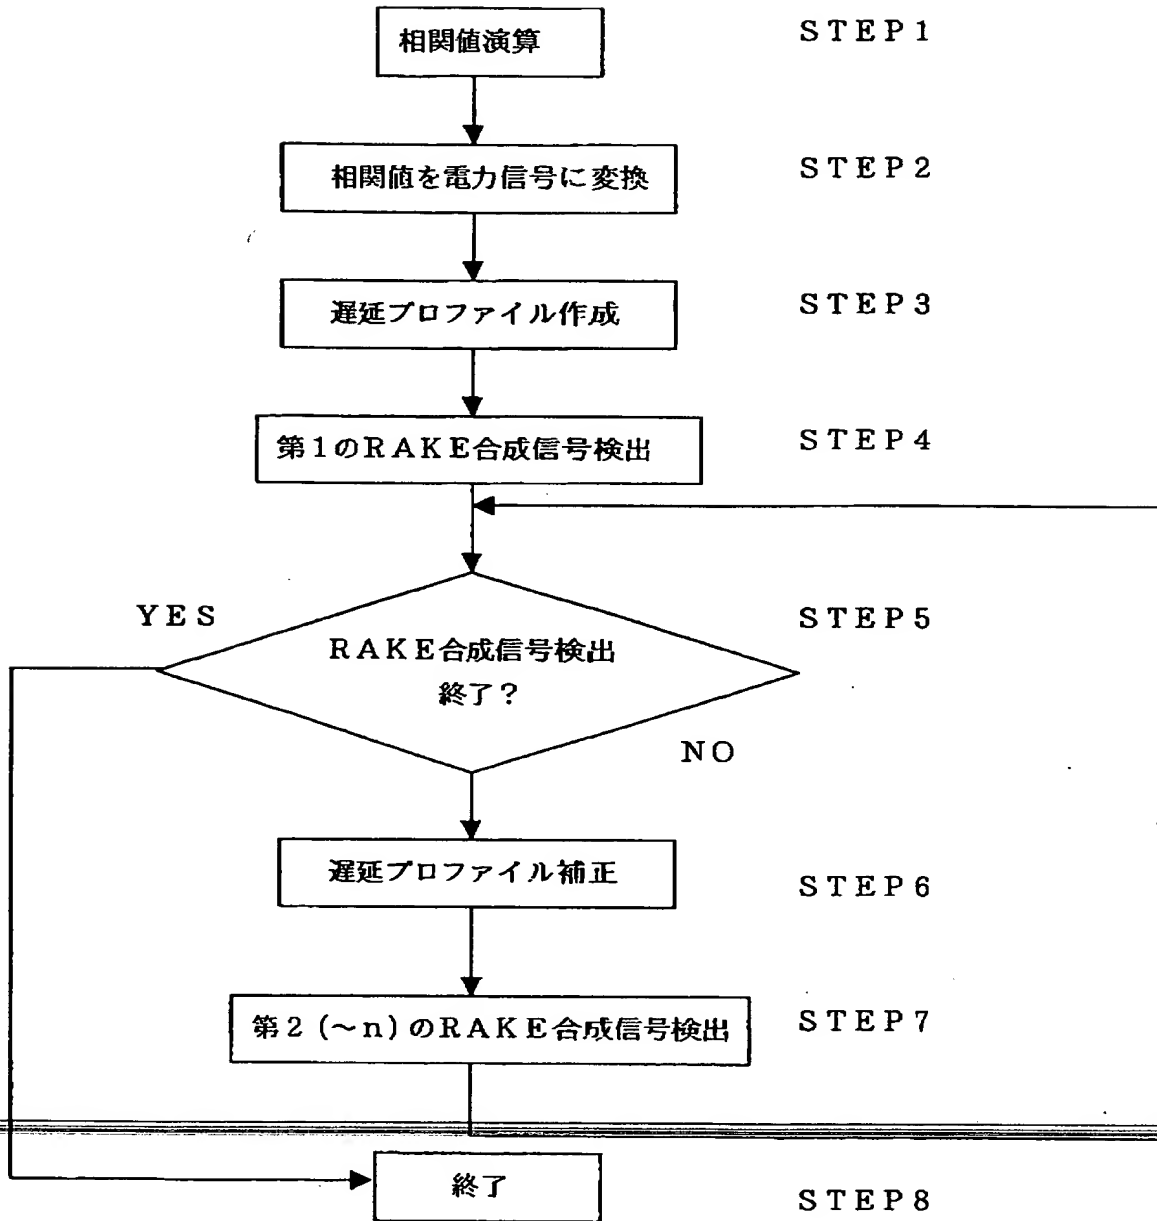 相関値演算
STEP1
相関値を電力信号に変換
STEP2
遅延プロファイル作成
STEP3
第1のRAKE合成信号検出
STEP4
YES
STEP5
RAKE合成信号検出
終了？
NO
遅延プロファイル補正
STEP6
第2(～n)のRAKE合成信号検出
STEP7
終了
STEP8